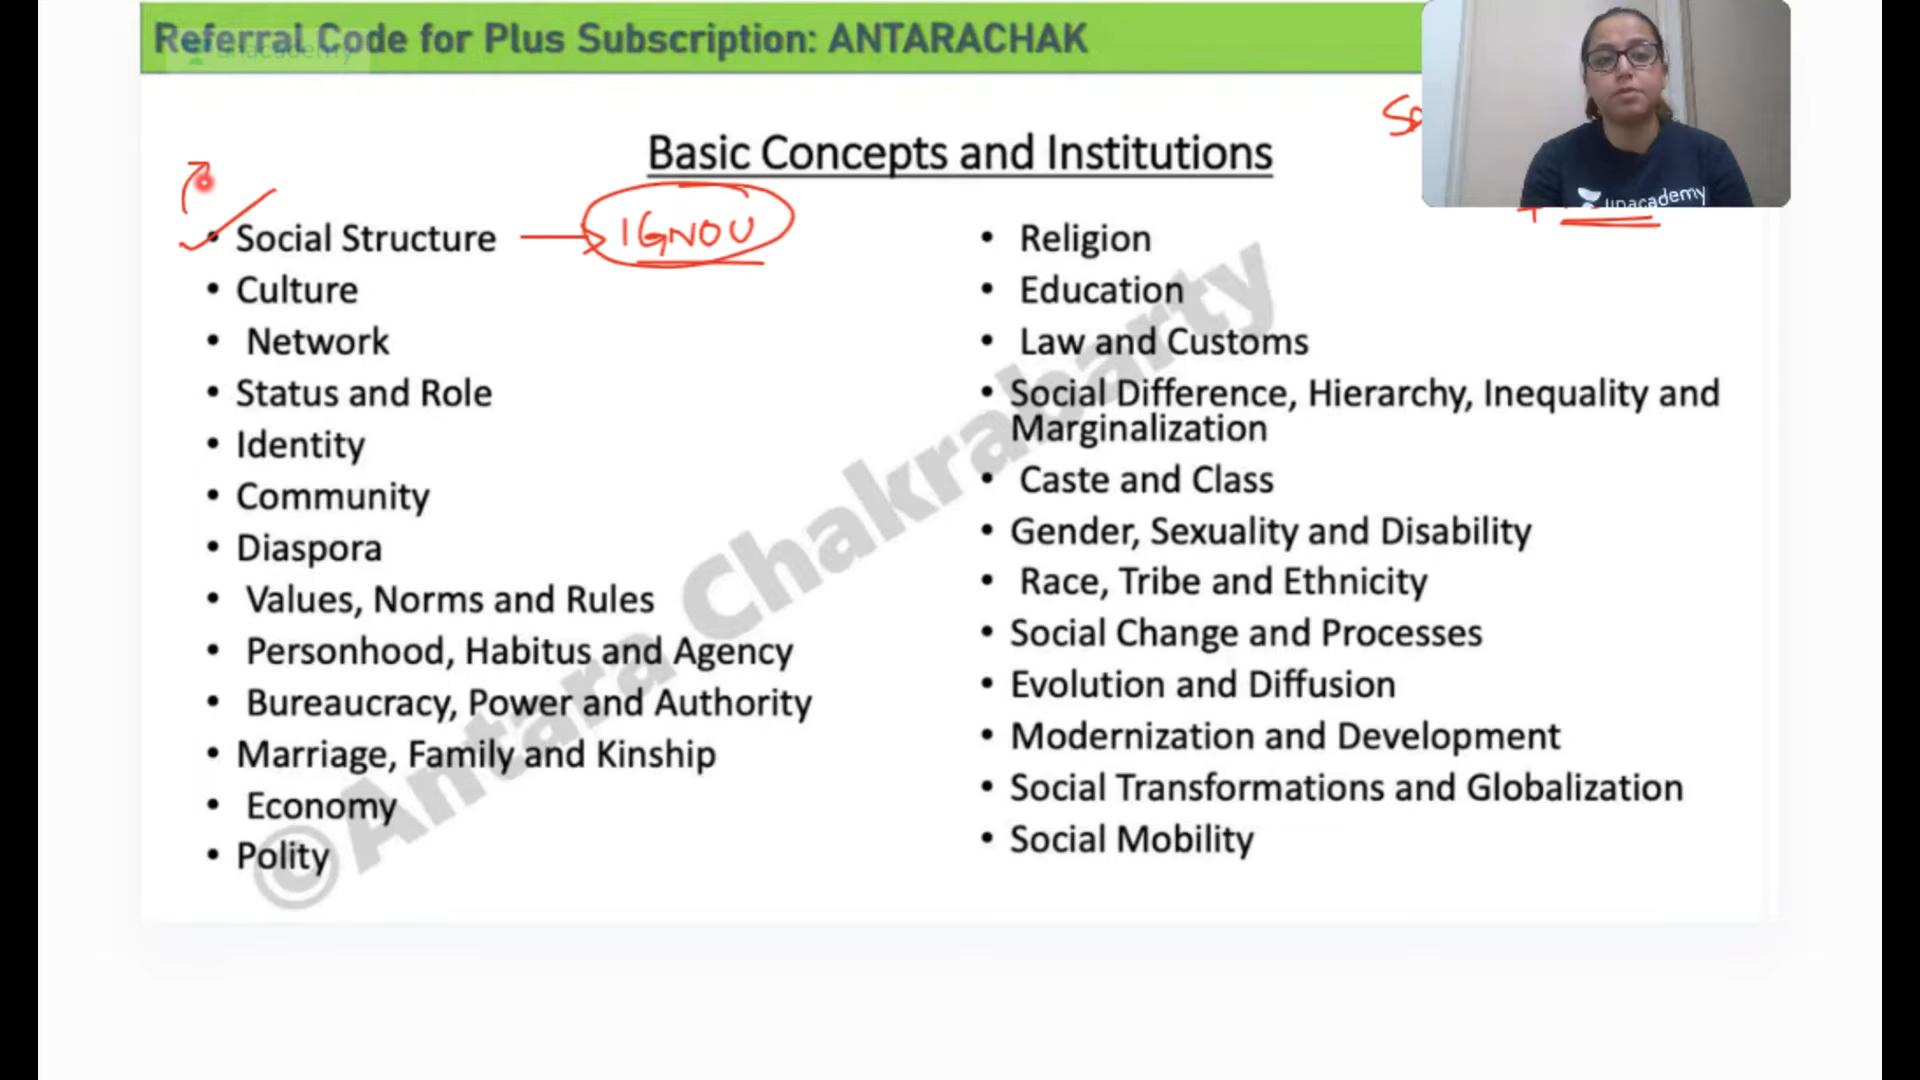 Referral Code for Plus Subscription: ANTARACHAK
unacademy
Basic Concepts and Institutions
unacademy
• Social Structure
IGNOU
• Culture
• Network
• Status and Role
• Identity
• Community
• Diaspora
• Values, Norms and Rules
• Personhood, Habitus and Agency
• Bureaucracy, Power and Authority
• Marriage, Family and Kinship
• Economy
• Polity
• Religion
• Education
• Law and Customs
• Social Difference, Hierarchy, Inequality and
Marginalization
• Caste and Class
• Gender, Sexuality and Disability
• Race, Tribe and Ethnicity
• Social Change and Processes
• Evolution and Diffusion
• Modernization and Development
• Social Transformations and Globalization
• Social Mobility
©Antara Chakrabarty